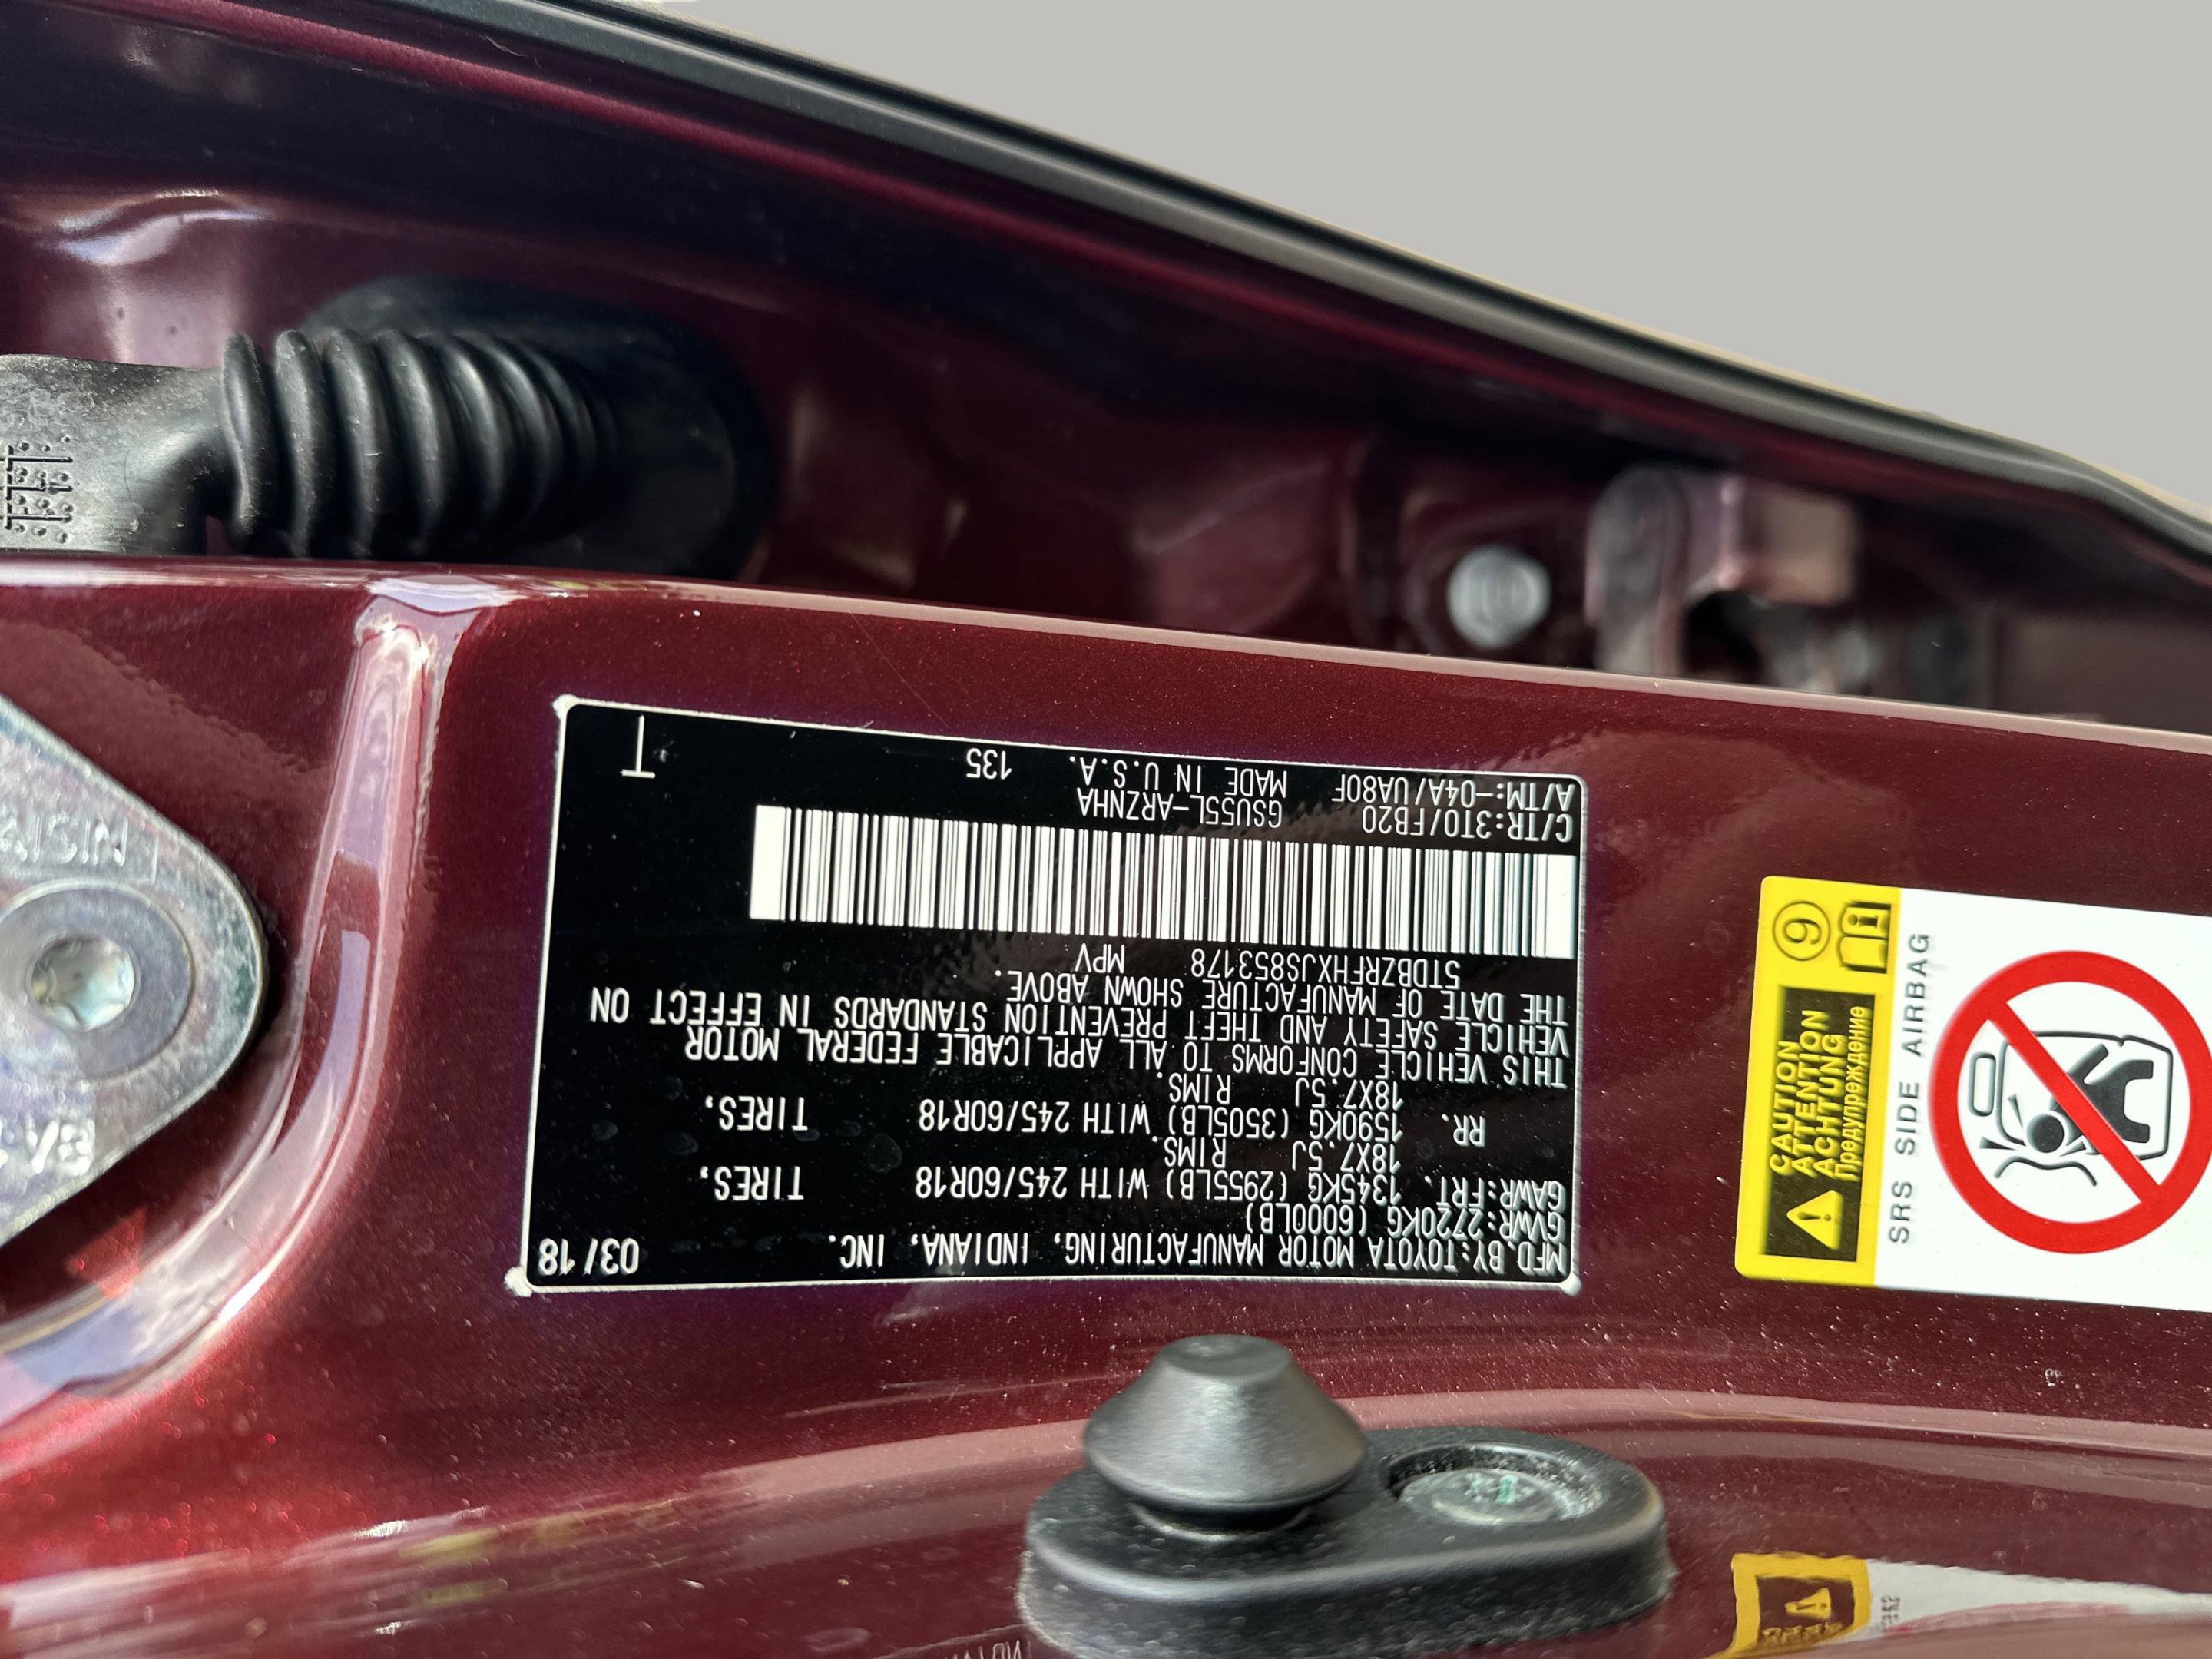 MFD.BY:TOYOTA MOTOR MANUFACTURING, INDIANA, INC. 03/18
GVWR:2720KG(6000LB)
GAWR:FRT. 1345KG (2955LB) WITH 245/60R18 TIRES,
18X7.5J RIMS.
RR. 1590KG (3505LB) WITH 245/60R18 TIRES,
18X7.5J RIMS.
THIS VEHICLE CONFORMS TO ALL APPLICABLE FEDERAL MOTOR
VEHICLE SAFETY AND THEFT PREVENTION STANDARDS IN EFFECT ON
THE DATE OF MANUFACTURE SHOWN ABOVE.
5TDBZRFHXJS853178 MPV
C/TR:3T0/FB20 GSU55L-ARZNHA
A/TM:-04A/UA80F MADE IN U.S.A. 135 T
CAUTION
ATTENTION
ACHTUNG
Предупреждение
9
i
SRS SIDE AIRBAG
AISIN